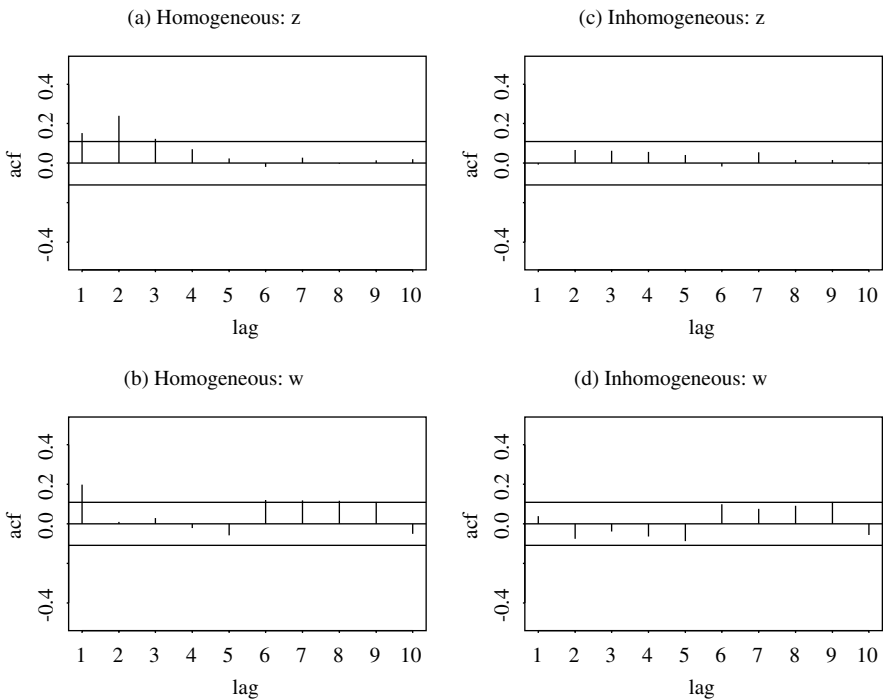 (a) Homogeneous: z
acf
0.4
0.2
0.0
-0.4
1 2 3 4 5 6 7 8 9 10
lag
(c) Inhomogeneous: z
acf
0.4
0.2
0.0
-0.4
1 2 3 4 5 6 7 8 9 10
lag
(b) Homogeneous: w
acf
0.4
0.2
0.0
-0.4
1 2 3 4 5 6 7 8 9 10
lag
(d) Inhomogeneous: w
acf
0.4
0.2
0.0
-0.4
1 2 3 4 5 6 7 8 9 10
lag